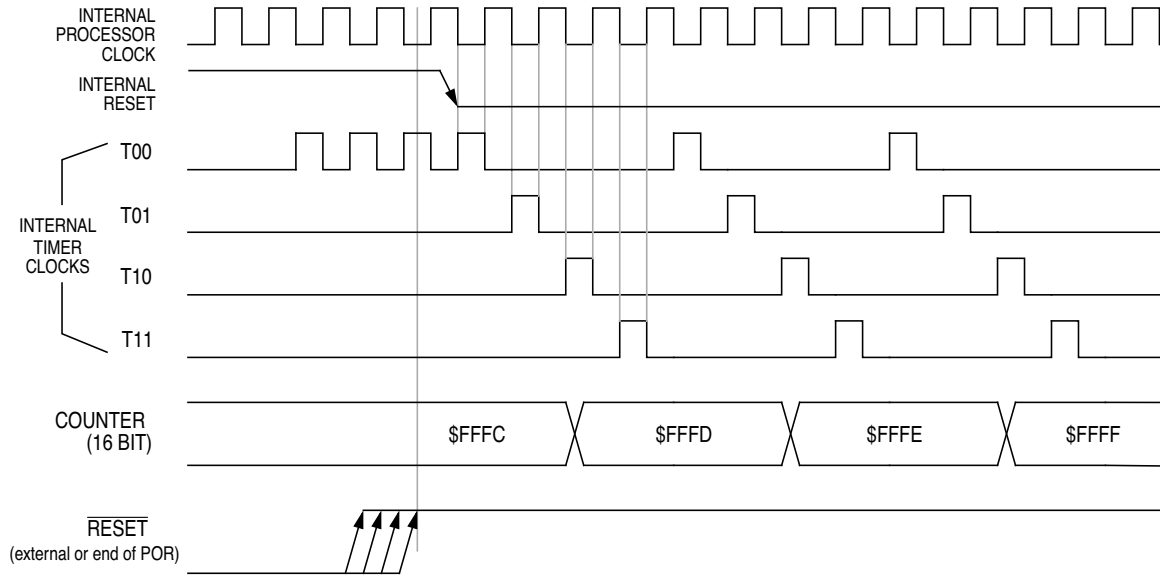 INTERNAL
PROCESSOR
CLOCK
INTERNAL
RESET
T00
T01
INTERNAL
TIMER
CLOCKS
T10
T11
COUNTER
(16 BIT)
$FFFC
$FFFD
$FFFE
$FFFF
RESET
(external or end of POR)